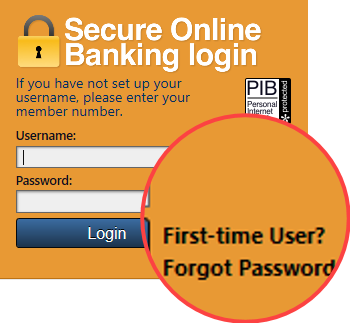 Secure Online
Banking login
If you have not set up your
username, please enter your
member number.
PIB
Personal
Internet
protected
Username:
Password:
Login
First-time User?
Forgot Password